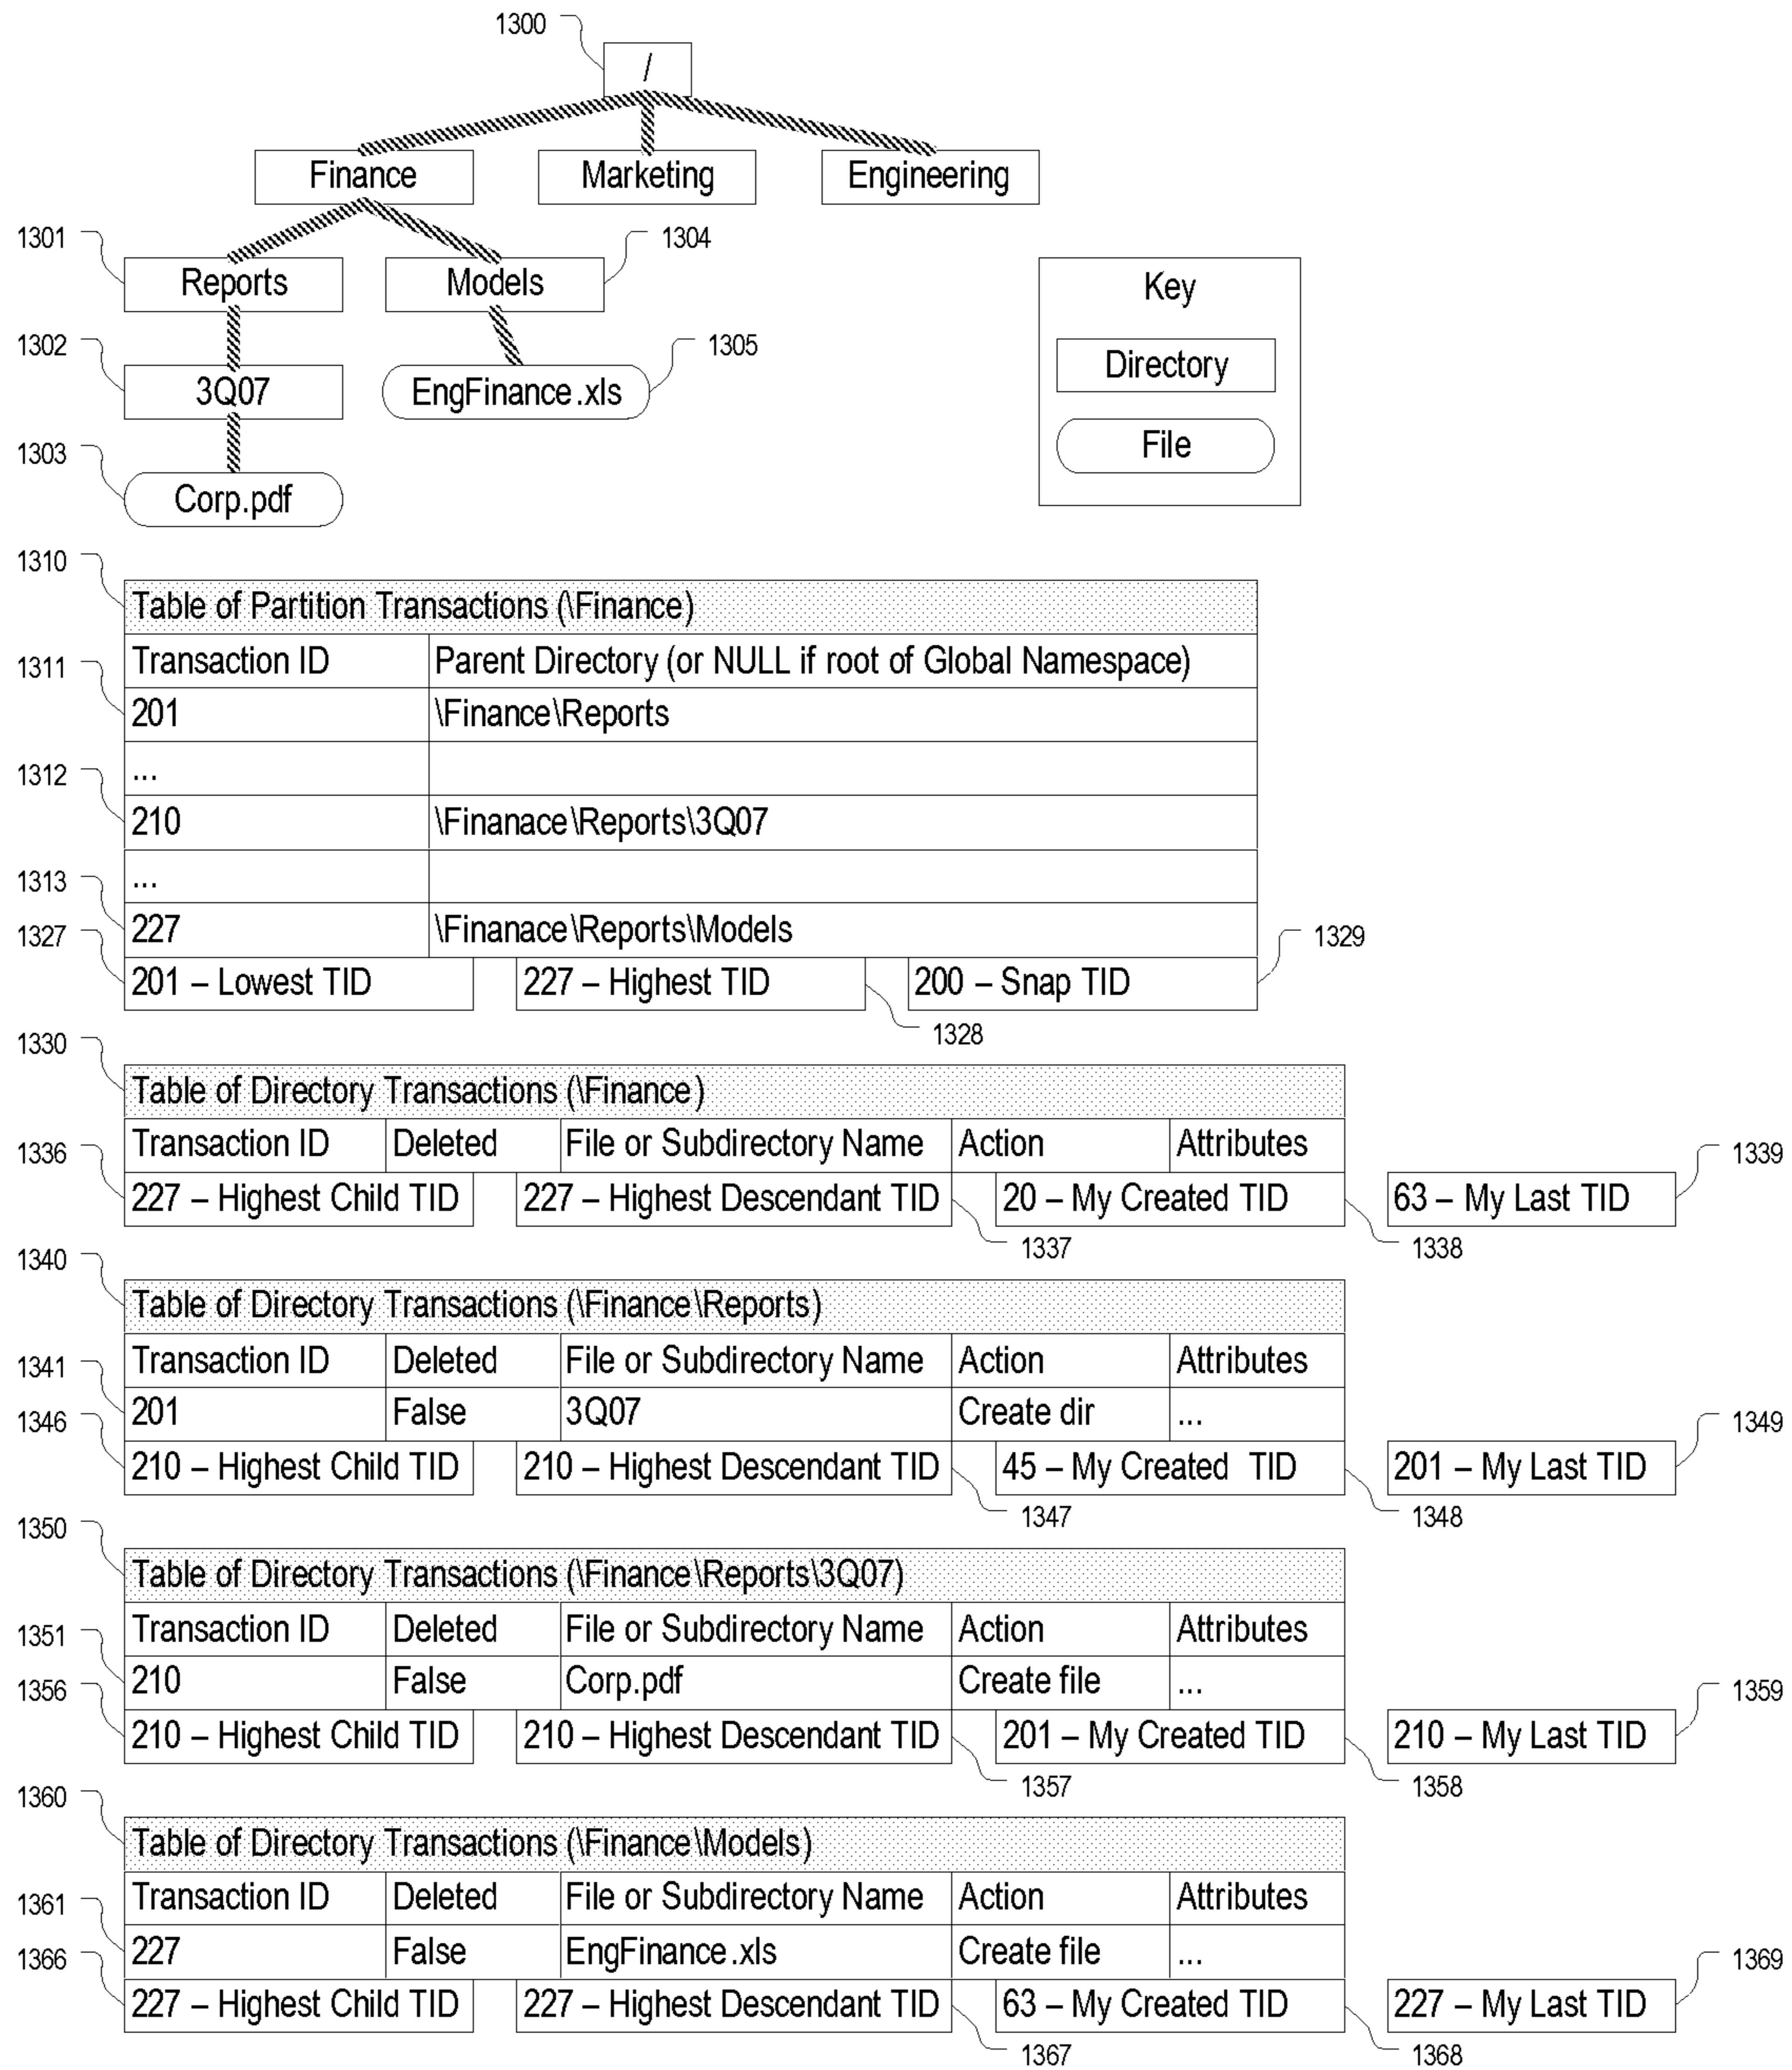 1300
/
Finance Marketing Engineering
1301 1304
Reports Models Key
1302 1305
3Q07 EngFinance.xls Directory
1303 File
Corp.pdf
1310
Table of Partition Transactions (\Finance)
1311 Transaction ID Parent Directory (or NULL if root of Global Namespace)
201 \Finance\Reports
1312 ...
210 \Finanace\Reports\3Q07
1313 ...
227 \Finanace\Reports\Models
1327 1329
201 – Lowest TID 227 – Highest TID 200 – Snap TID
1328
1330
Table of Directory Transactions (\Finance)
1336 Transaction ID Deleted File or Subdirectory Name Action Attributes 1339
227 – Highest Child TID 227 – Highest Descendant TID 20 – My Created TID 63 – My Last TID
1337 1338
1340
Table of Directory Transactions (\Finance\Reports)
1341 Transaction ID Deleted File or Subdirectory Name Action Attributes
201 False 3Q07 Create dir ...
1346 1349
210 – Highest Child TID 210 – Highest Descendant TID 45 – My Created TID 201 – My Last TID
1347 1348
1350
Table of Directory Transactions (\Finance\Reports\3Q07)
1351 Transaction ID Deleted File or Subdirectory Name Action Attributes
210 False Corp.pdf Create file ...
1356 1359
210 – Highest Child TID 210 – Highest Descendant TID 201 – My Created TID 210 – My Last TID
1357 1358
1360
Table of Directory Transactions (\Finance\Models)
1361 Transaction ID Deleted File or Subdirectory Name Action Attributes
227 False EngFinance.xls Create file ...
1366 1369
227 – Highest Child TID 227 – Highest Descendant TID 63 – My Created TID 227 – My Last TID
1367 1368